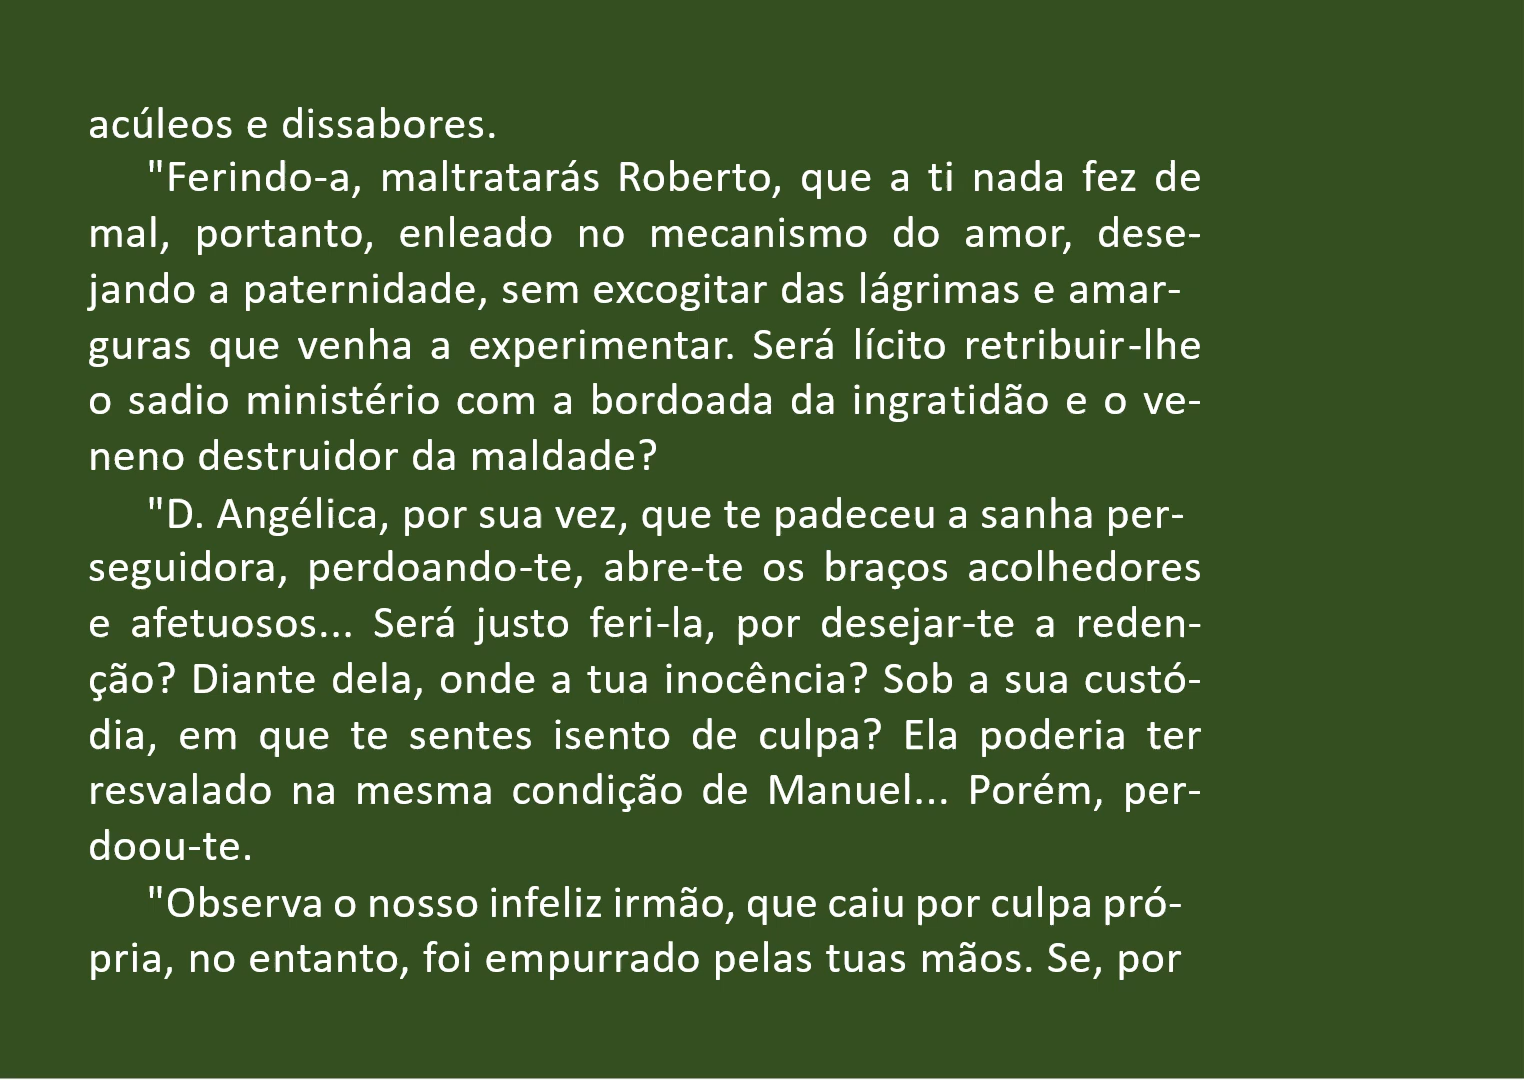 acúleos e dissabores.
"Ferindo-a, maltratarás Roberto, que a ti nada fez de
mal, portanto, enleado no mecanismo do amor, dese-
jando a paternidade, sem excogitar das lágrimas e amar-
guras que venha a experimentar. Será lícito retribuir-lhe
o sadio ministério com a bordoada da ingratidão e o ve-
neno destruidor da maldade?
"D. Angélica, por sua vez, que te padeceu a sanha per-
seguidora, perdoando-te, abre-te os braços acolhedores
e afetuosos... Será justo feri-la, por desejar-te a reden-
ção? Diante dela, onde a tua inocência? Sob a sua custó-
dia, em que te sentes isento de culpa? Ela poderia ter
resvalado na mesma condição de Manuel... Porém, per-
doou-te.
"Observa o nosso infeliz irmão, que caiu por culpa pró-
pria, no entanto, foi empurrado pelas tuas mãos. Se, por